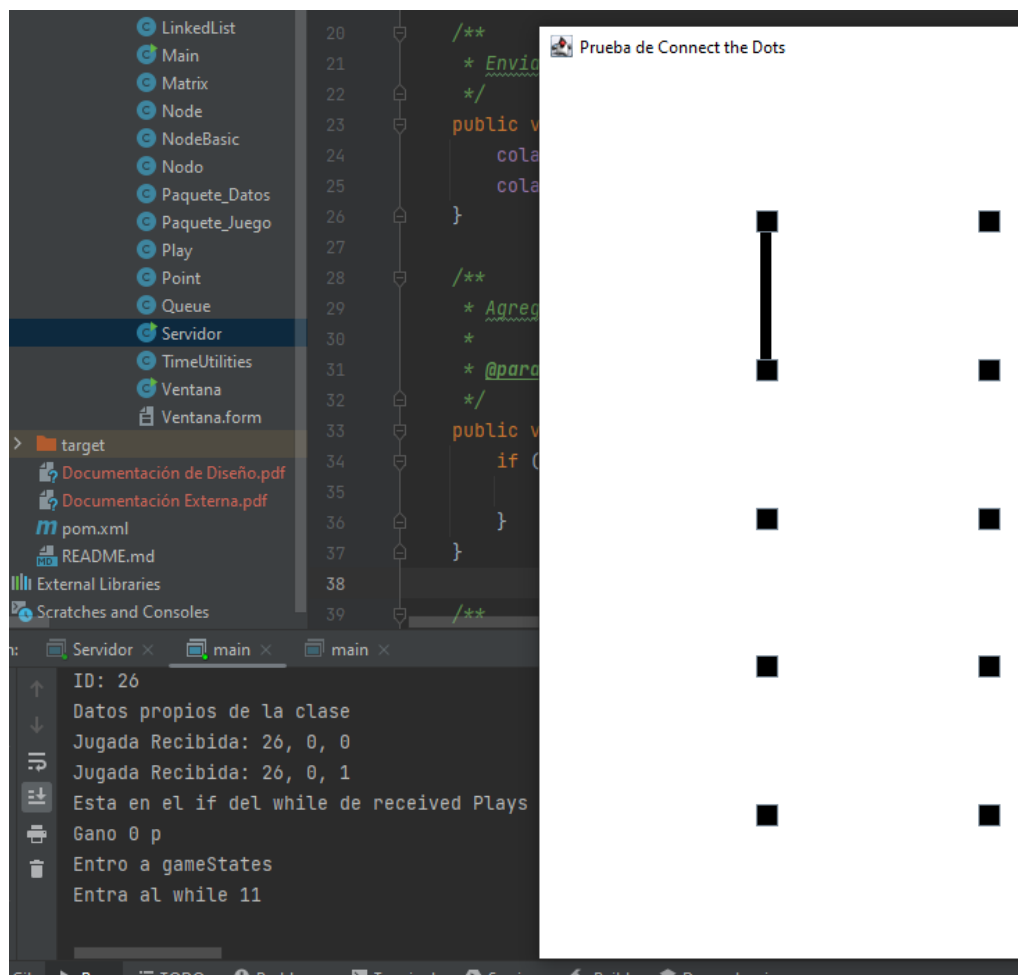 LinkedList
Main
Matrix
Node
NodeBasic
Nodo
Paquete_Datos
Paquete_Juego
Play
Point
Queue
Servidor
TimeUtilities
Ventana
Ventana.form
target
Documentación de Diseño.pdf
Documentación Externa.pdf
pom.xml
README.md
External Libraries
Scratches and Consoles
20 /**
21 * Envia
22 */
23 public v
24 cola
25 cola
26 }
27
28 /**
29 * Agreg
30 *
31 * @para
32 */
33 public v
34 if (
35
36 }
37 }
38
39 /**
Prueba de Connect the Dots
Servidor main main
ID: 26
Datos propios de la clase
Jugada Recibida: 26, 0, 0
Jugada Recibida: 26, 0, 1
Esta en el if del while de received Plays
Gano 0 p
Entro a gameStates
Entra al while 11